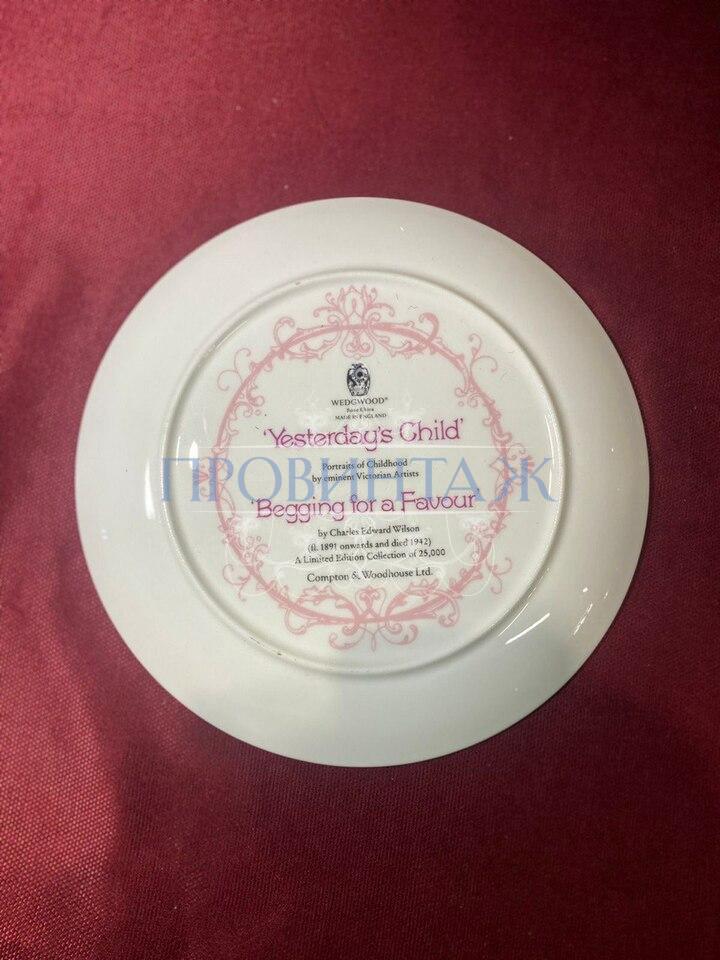 WEDGWOOD®
Bone China
MADE IN ENGLAND
'Yesterday's Child'
Portraits of Childhood
by eminent Victorian Artists
ПРОВИНТАЖ
'Begging for a Favour'
by Charles Edward Wilson
(fl. 1891 onwards and died 1942)
A Limited Edition Collection of 25,000
Compton & Woodhouse Ltd.